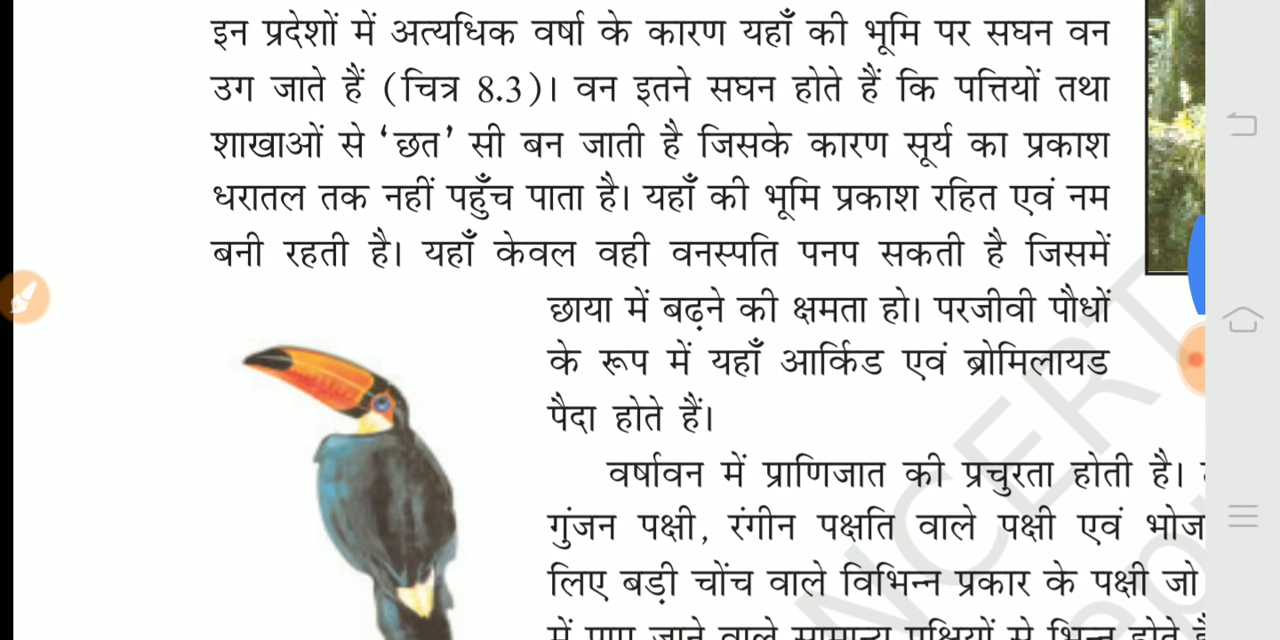 इन प्रदेशों में अत्यधिक वर्षा के कारण यहाँ की भूमि पर सघन वन
उग जाते हैं (चित्र 8.3)। वन इतने सघन होते हैं कि पत्तियों तथा
शाखाओं से ‘छत’ सी बन जाती है जिसके कारण सूर्य का प्रकाश
धरातल तक नहीं पहुँच पाता है। यहाँ की भूमि प्रकाश रहित एवं नम
बनी रहती है। यहाँ केवल वही वनस्पति पनप सकती है जिसमें
छाया में बढ़ने की क्षमता हो। परजीवी पौधों
के रूप में यहाँ आर्किड एवं ब्रोमिलायड
पैदा होते हैं।
वर्षावन में प्राणिजात की प्रचुरता होती है।
गुंजन पक्षी, रंगीन पक्षति वाले पक्षी एवं
लिए बड़ी चोंच वाले विभिन्न प्रकार के पक्षी जो
में पाए जाने वाले सामान्य पक्षियों से भिन्न होते
NCERT